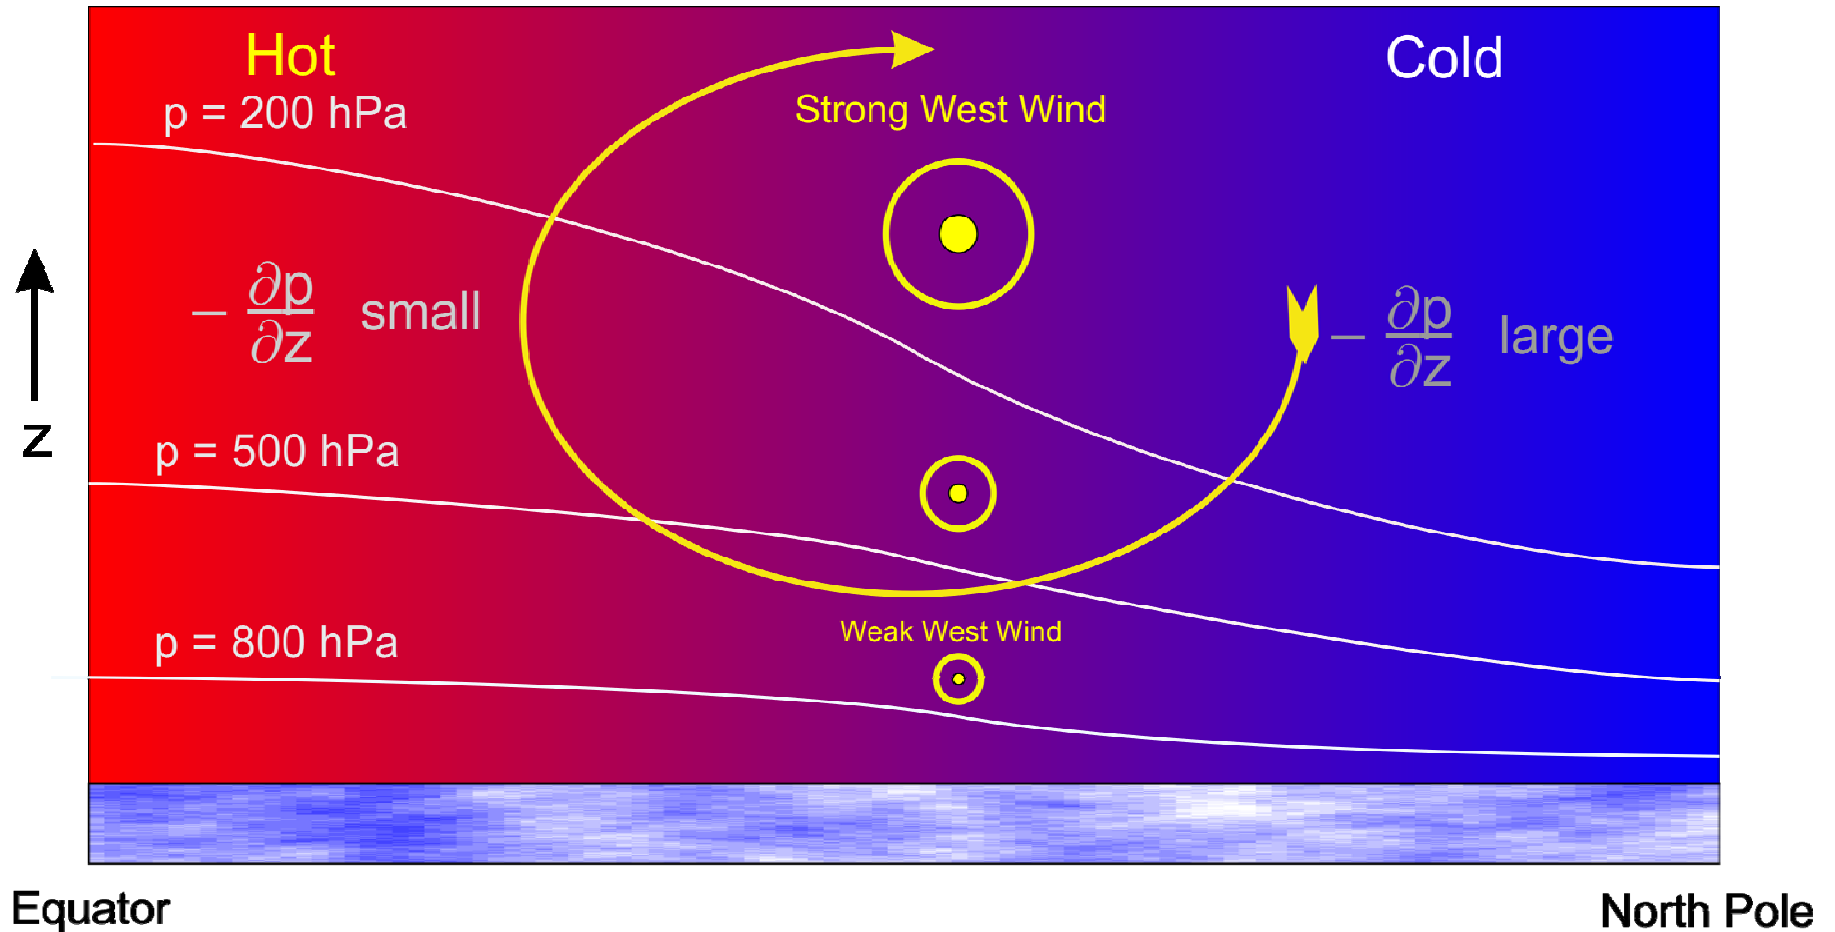 Hot
Cold
p = 200 hPa
Strong West Wind
− ∂p/∂z small
− ∂p/∂z large
z
p = 500 hPa
Weak West Wind
p = 800 hPa
Equator
North Pole